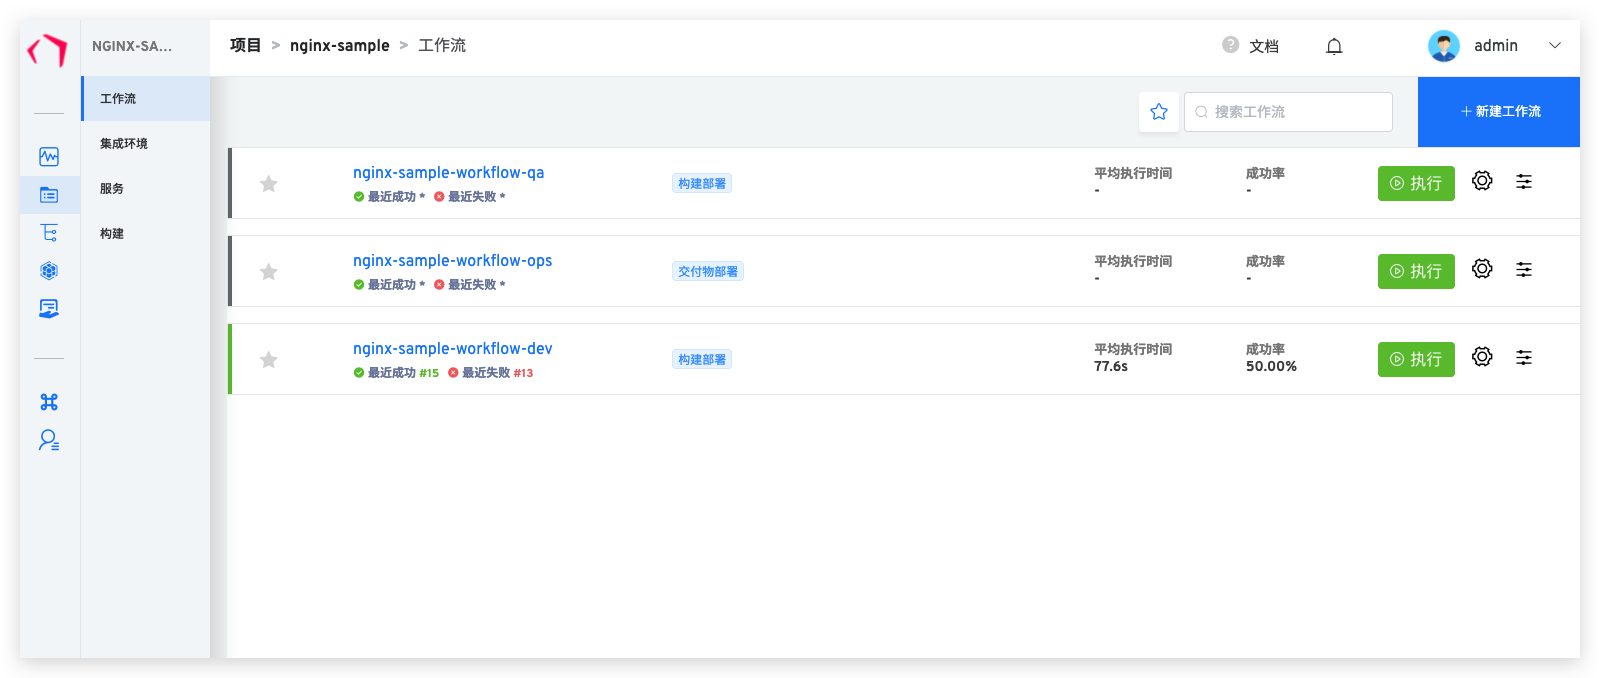 NGINX-SA...
项目 > nginx-sample > 工作流
文档
admin
工作流
集成环境
服务
构建
搜索工作流
+ 新建工作流
nginx-sample-workflow-qa
最近成功 * 最近失败 *
构建部署
平均执行时间
-
成功率
-
执行
nginx-sample-workflow-ops
最近成功 * 最近失败 *
交付物部署
平均执行时间
-
成功率
-
执行
nginx-sample-workflow-dev
最近成功 #15 最近失败 #13
构建部署
平均执行时间
77.6s
成功率
50.00%
执行